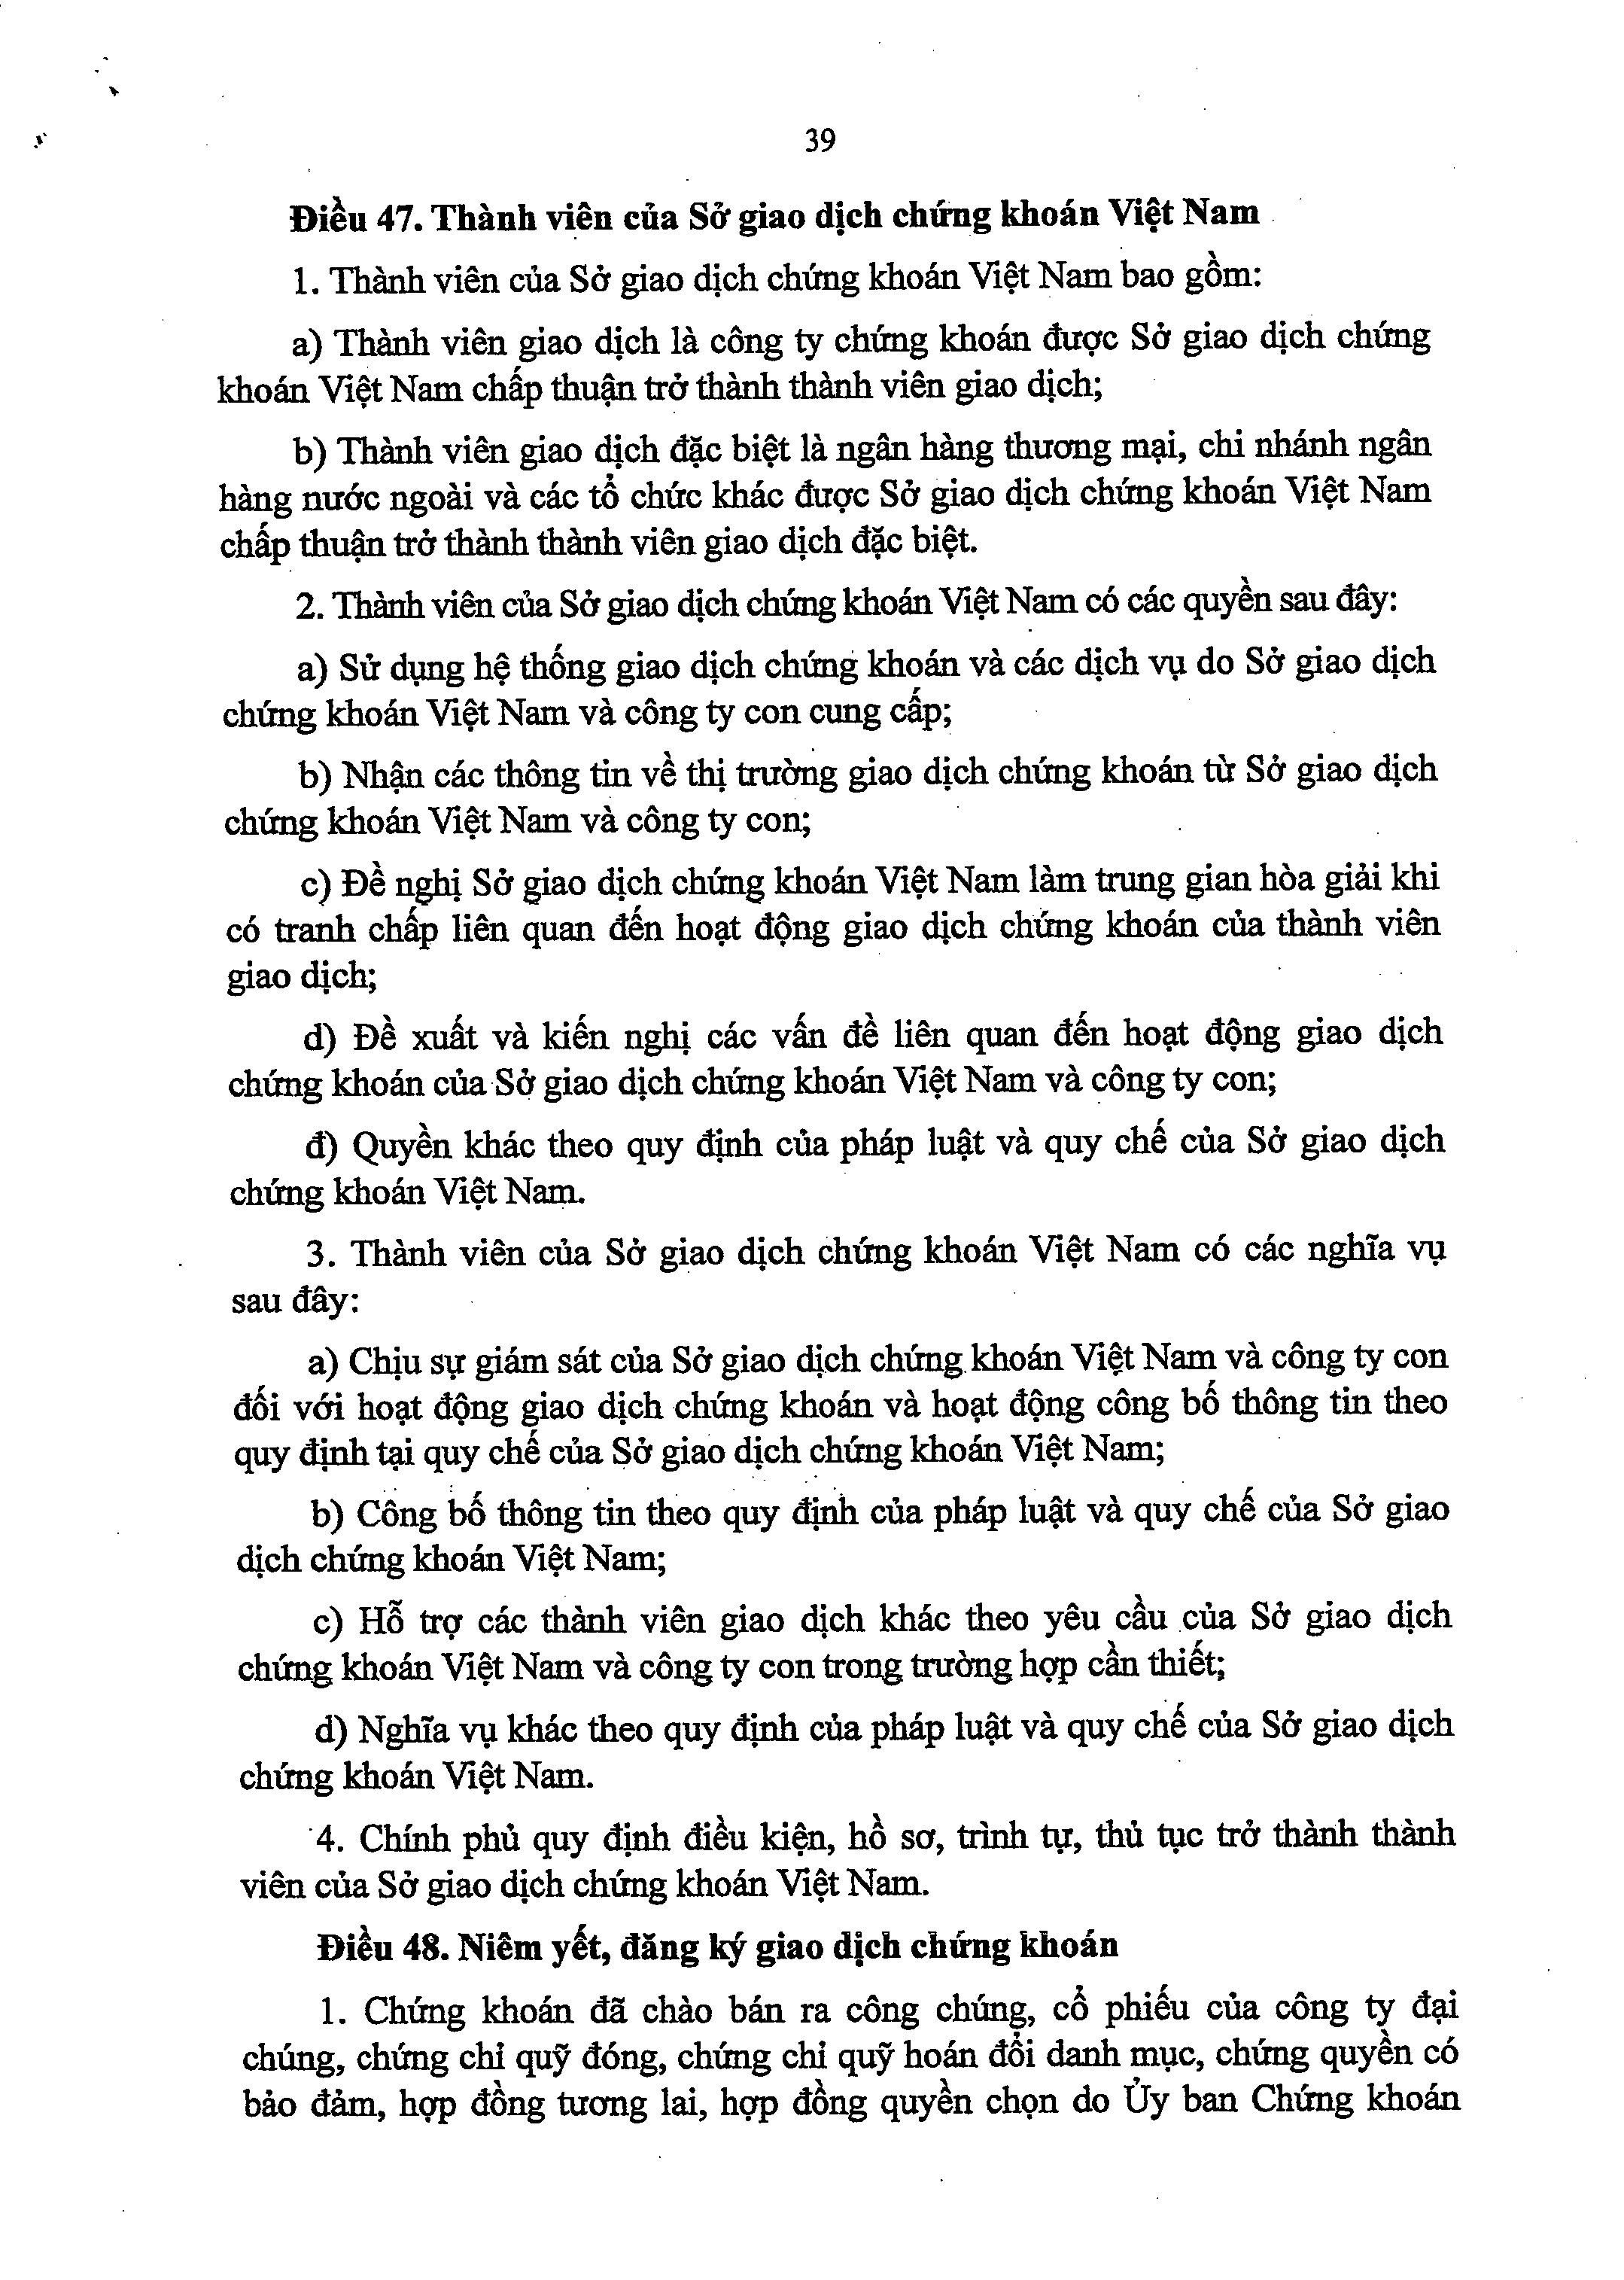 39
Điều 47. Thành viên của Sở giao dịch chứng khoán Việt Nam
1. Thành viên của Sở giao dịch chứng khoán Việt Nam bao gồm:
a) Thành viên giao dịch là công ty chứng khoán được Sở giao dịch chứng
khoán Việt Nam chấp thuận trở thành thành viên giao dịch;
b) Thành viên giao dịch đặc biệt là ngân hàng thương mại, chi nhánh ngân
hàng nước ngoài và các tổ chức khác được Sở giao dịch chứng khoán Việt Nam
chấp thuận trở thành thành viên giao dịch đặc biệt.
2. Thành viên của Sở giao dịch chứng khoán Việt Nam có các quyền sau đây:
a) Sử dụng hệ thống giao dịch chứng khoán và các dịch vụ do Sở giao dịch
chứng khoán Việt Nam và công ty con cung cấp;
b) Nhận các thông tin về thị trường giao dịch chứng khoán từ Sở giao dịch
chứng khoán Việt Nam và công ty con;
c) Đề nghị Sở giao dịch chứng khoán Việt Nam làm trung gian hòa giải khi
có tranh chấp liên quan đến hoạt động giao dịch chứng khoán của thành viên
giao dịch;
d) Đề xuất và kiến nghị các vấn đề liên quan đến hoạt động giao dịch
chứng khoán của Sở giao dịch chứng khoán Việt Nam và công ty con;
đ) Quyền khác theo quy định của pháp luật và quy chế của Sở giao dịch
chứng khoán Việt Nam.
3. Thành viên của Sở giao dịch chứng khoán Việt Nam có các nghĩa vụ
sau đây:
a) Chịu sự giám sát của Sở giao dịch chứng khoán Việt Nam và công ty con
đối với hoạt động giao dịch chứng khoán và hoạt động công bố thông tin theo
quy định tại quy chế của Sở giao dịch chứng khoán Việt Nam;
b) Công bố thông tin theo quy định của pháp luật và quy chế của Sở giao
dịch chứng khoán Việt Nam;
c) Hỗ trợ các thành viên giao dịch khác theo yêu cầu của Sở giao dịch
chứng khoán Việt Nam và công ty con trong trường hợp cần thiết;
d) Nghĩa vụ khác theo quy định của pháp luật và quy chế của Sở giao dịch
chứng khoán Việt Nam.
4. Chính phủ quy định điều kiện, hồ sơ, trình tự, thủ tục trở thành thành
viên của Sở giao dịch chứng khoán Việt Nam.
Điều 48. Niêm yết, đăng ký giao dịch chứng khoán
1. Chứng khoán đã chào bán ra công chúng, cổ phiếu của công ty đại
chúng, chứng chỉ quỹ đóng, chứng chỉ quỹ hoán đổi danh mục, chứng quyền có
bảo đảm, hợp đồng tương lai, hợp đồng quyền chọn do Ủy ban Chứng khoán